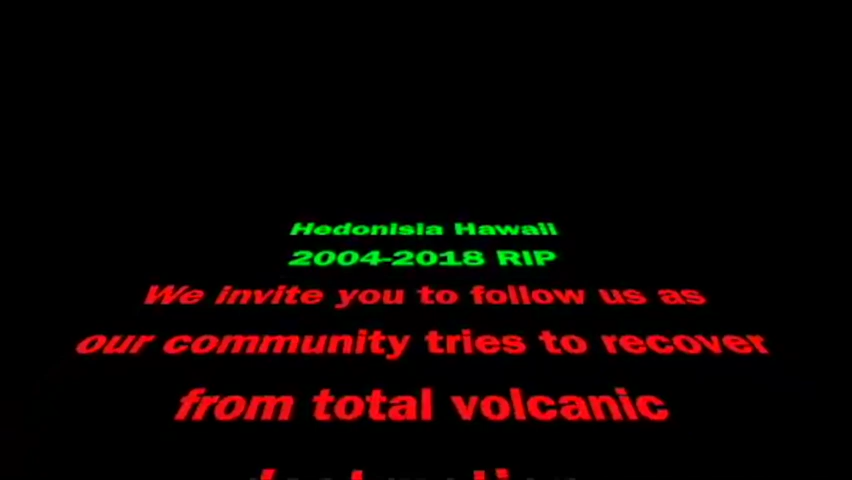 Hedonisia Hawaii
2004-2018 RIP
We invite you to follow us as
our community tries to recover
from total volcanic